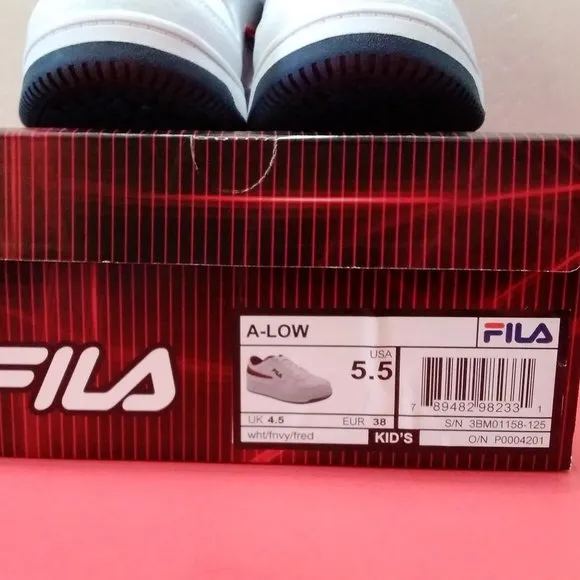 FILA
A-LOW
FILA
USA
5.5
UK 4.5 EUR 38
wht/fnvy/fred KID'S
7 89482 98233 1
S/N 3BM01158-125
O/N P0004201